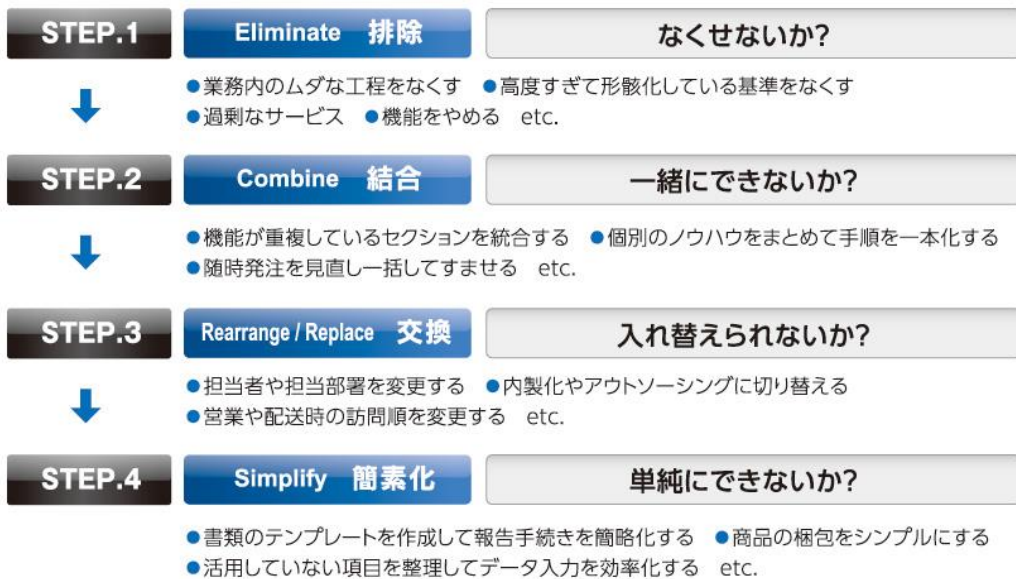 STEP.1 Eliminate 排除 なくせないか?
●業務内のムダな工程をなくす ●高度すぎて形骸化している基準をなくす
●過剰なサービス ●機能をやめる etc.
STEP.2 Combine 結合 一緒にできないか?
●機能が重複しているセクションを統合する ●個別のノウハウをまとめて手順を一本化する
●随時発注を見直し一括してすませる etc.
STEP.3 Rearrange / Replace 交換 入れ替えられないか?
●担当者や担当部署を変更する ●内製化やアウトソーシングに切り替える
●営業や配送時の訪問順を変更する etc.
STEP.4 Simplify 簡素化 単純にできないか?
●書類のテンプレートを作成して報告手続きを簡略化する ●商品の梱包をシンプルにする
●活用していない項目を整理してデータ入力を効率化する etc.